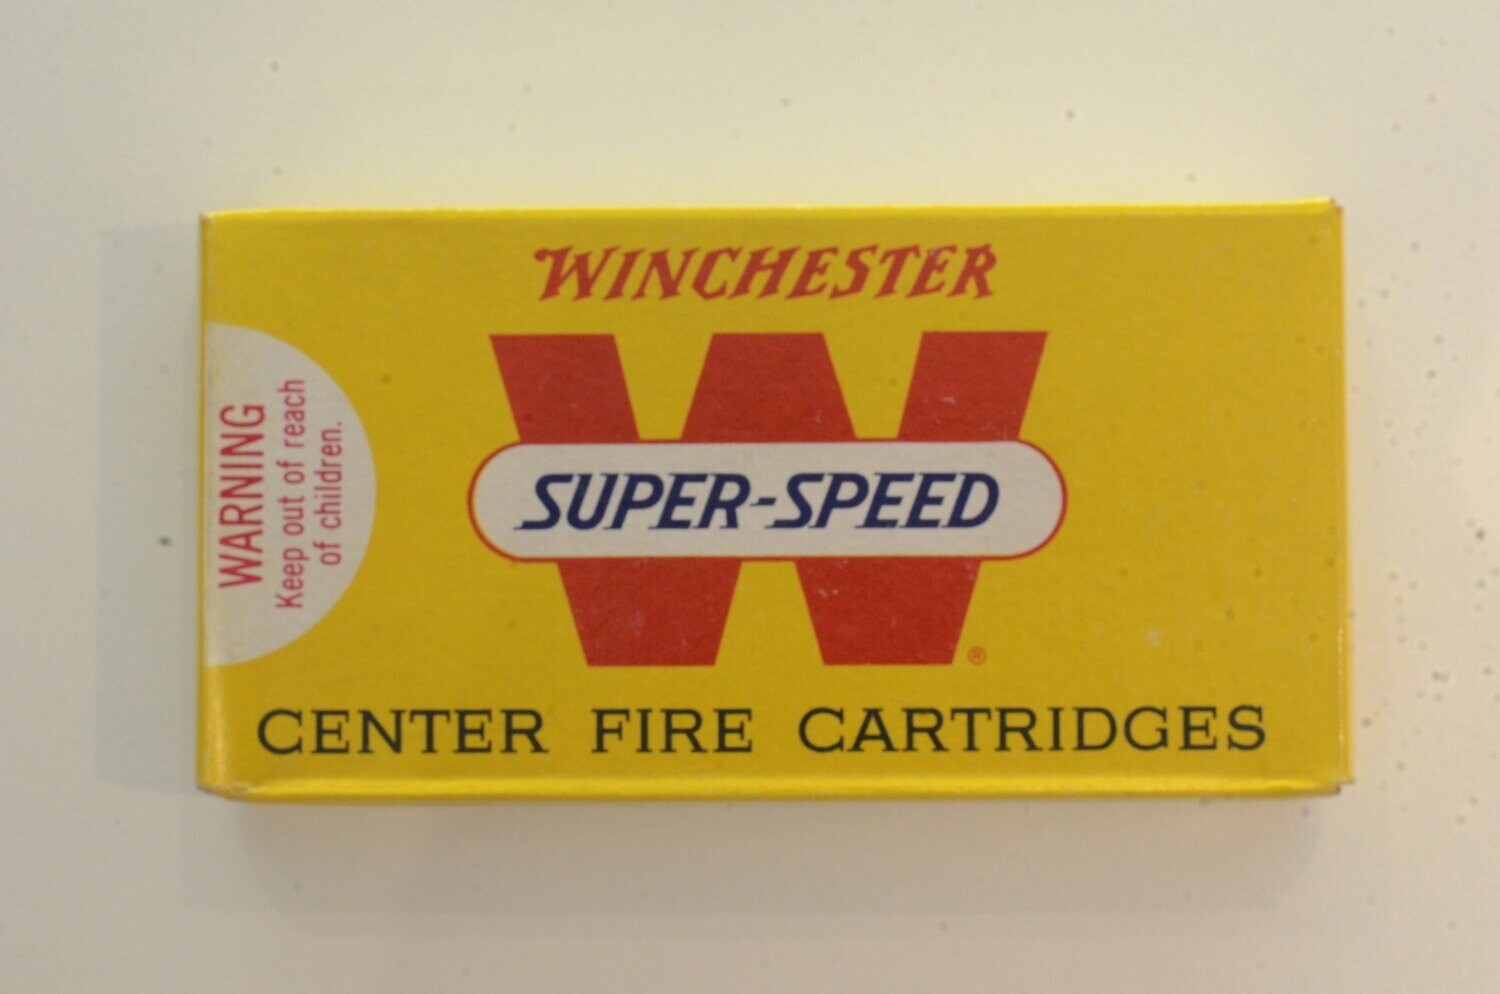 WINCHESTER
W
SUPER-SPEED
®
CENTER FIRE CARTRIDGES
WARNING
Keep out of reach
of children.